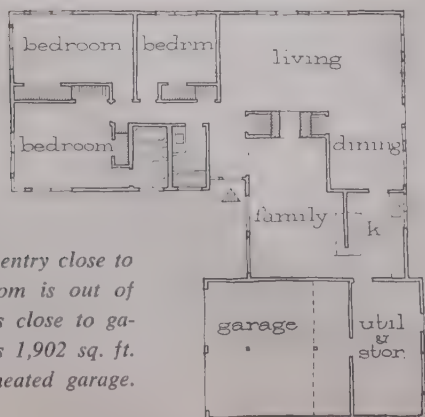 bedroom bedrm living
bedroom dining
family k
entry close to
om is out of
s close to ga-
s 1,902 sq. ft.
heated garage.
garage util
&
stor.